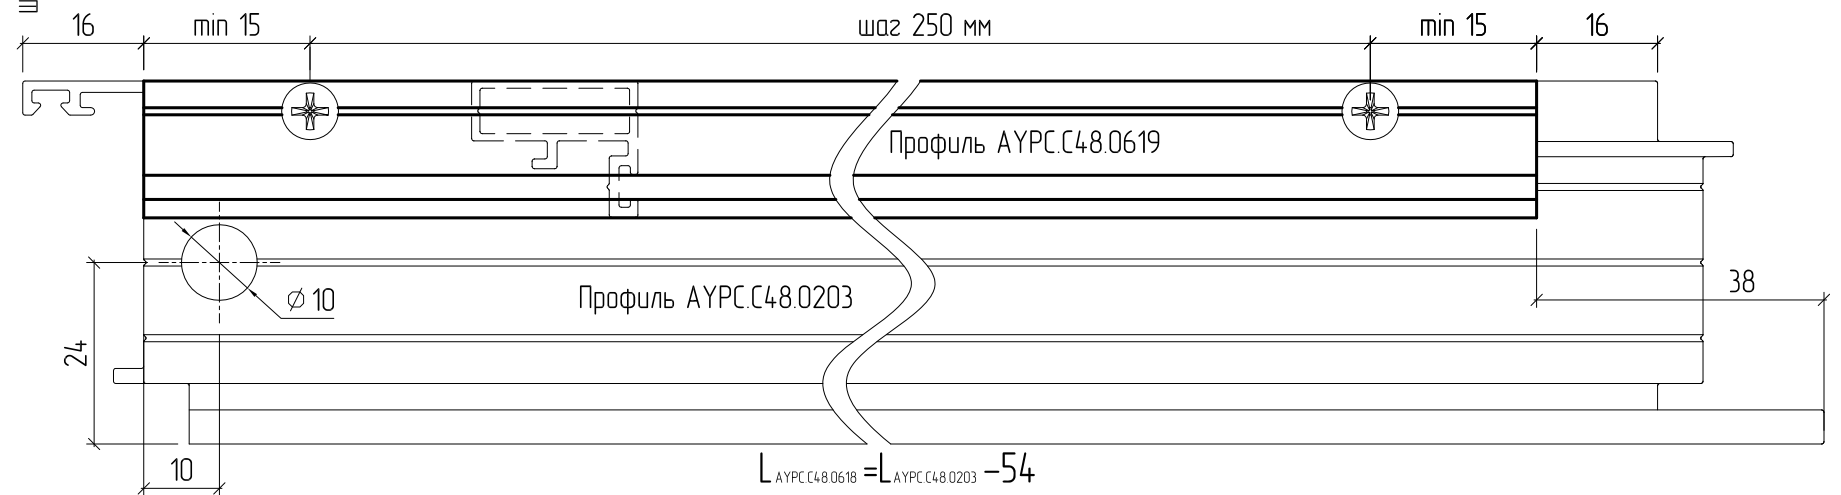 16 min 15 шаг 250 мм min 15 16
Профиль AYPC.C48.0619
38
Профиль AYPC.C48.0203
⌀ 10
24
10
L AYPC.C48.0618 =L AYPC.C48.0203 -54